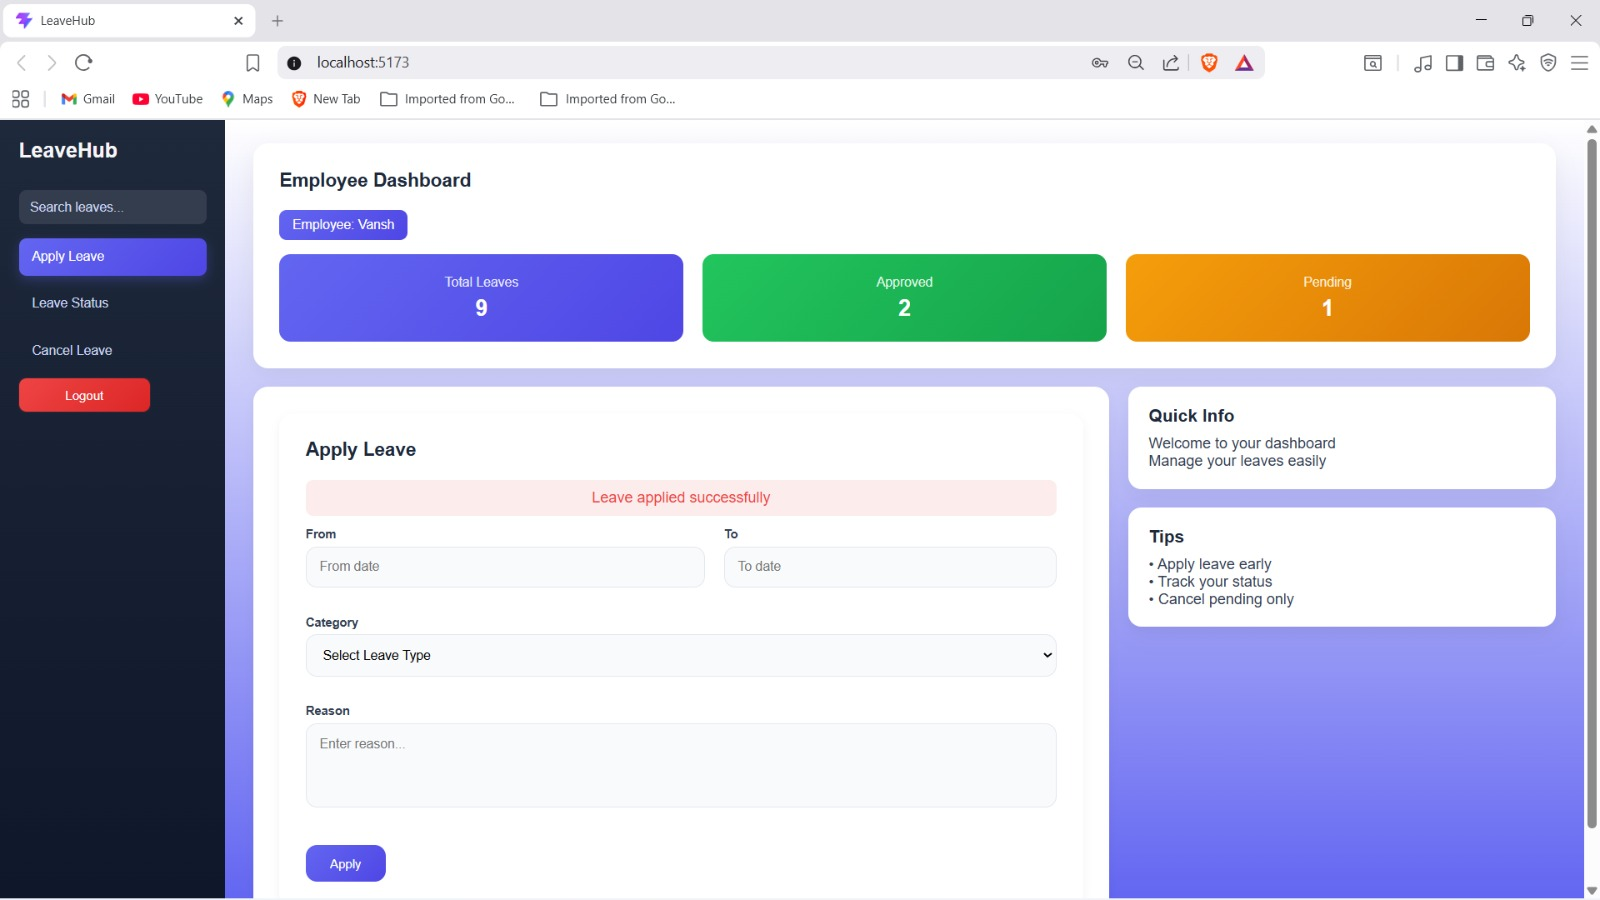 LeaveHub
localhost:5173
Gmail
YouTube
Maps
New Tab
Imported from Go...
Imported from Go...
LeaveHub
Search leaves...
Apply Leave
Leave Status
Cancel Leave
Logout
Employee Dashboard
Employee: Vansh
Total Leaves
9
Approved
2
Pending
1
Apply Leave
Leave applied successfully
From
To
From date
To date
Category
Select Leave Type
Reason
Enter reason...
Apply
Quick Info
Welcome to your dashboard
Manage your leaves easily
Tips
• Apply leave early
• Track your status
• Cancel pending only